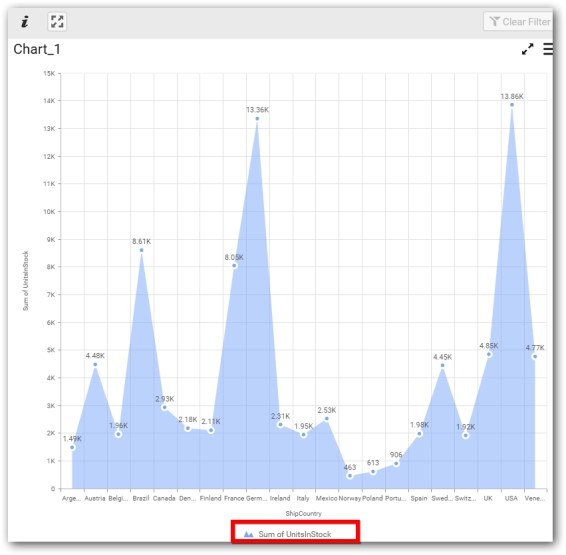 i
Clear Filter
Chart_1
15K
14K
13K
12K
11K
10K
9K
8K
7K
6K
5K
4K
3K
2K
1K
0
Sum of UnitsInStock
1.49K
4.48K
1.96K
8.61K
2.93K
2.18K
2.11K
8.05K
13.36K
2.31K
1.95K
2.53K
463
613
906
1.98K
4.45K
1.92K
4.85K
13.86K
4.77K
Arge... Austria Belgi... Brazil Canada Den... Finland France Germ... Ireland Italy Mexico Norway Poland Portu... Spain Swed... Switz... UK USA Vene...
ShipCountry
Sum of UnitsInStock